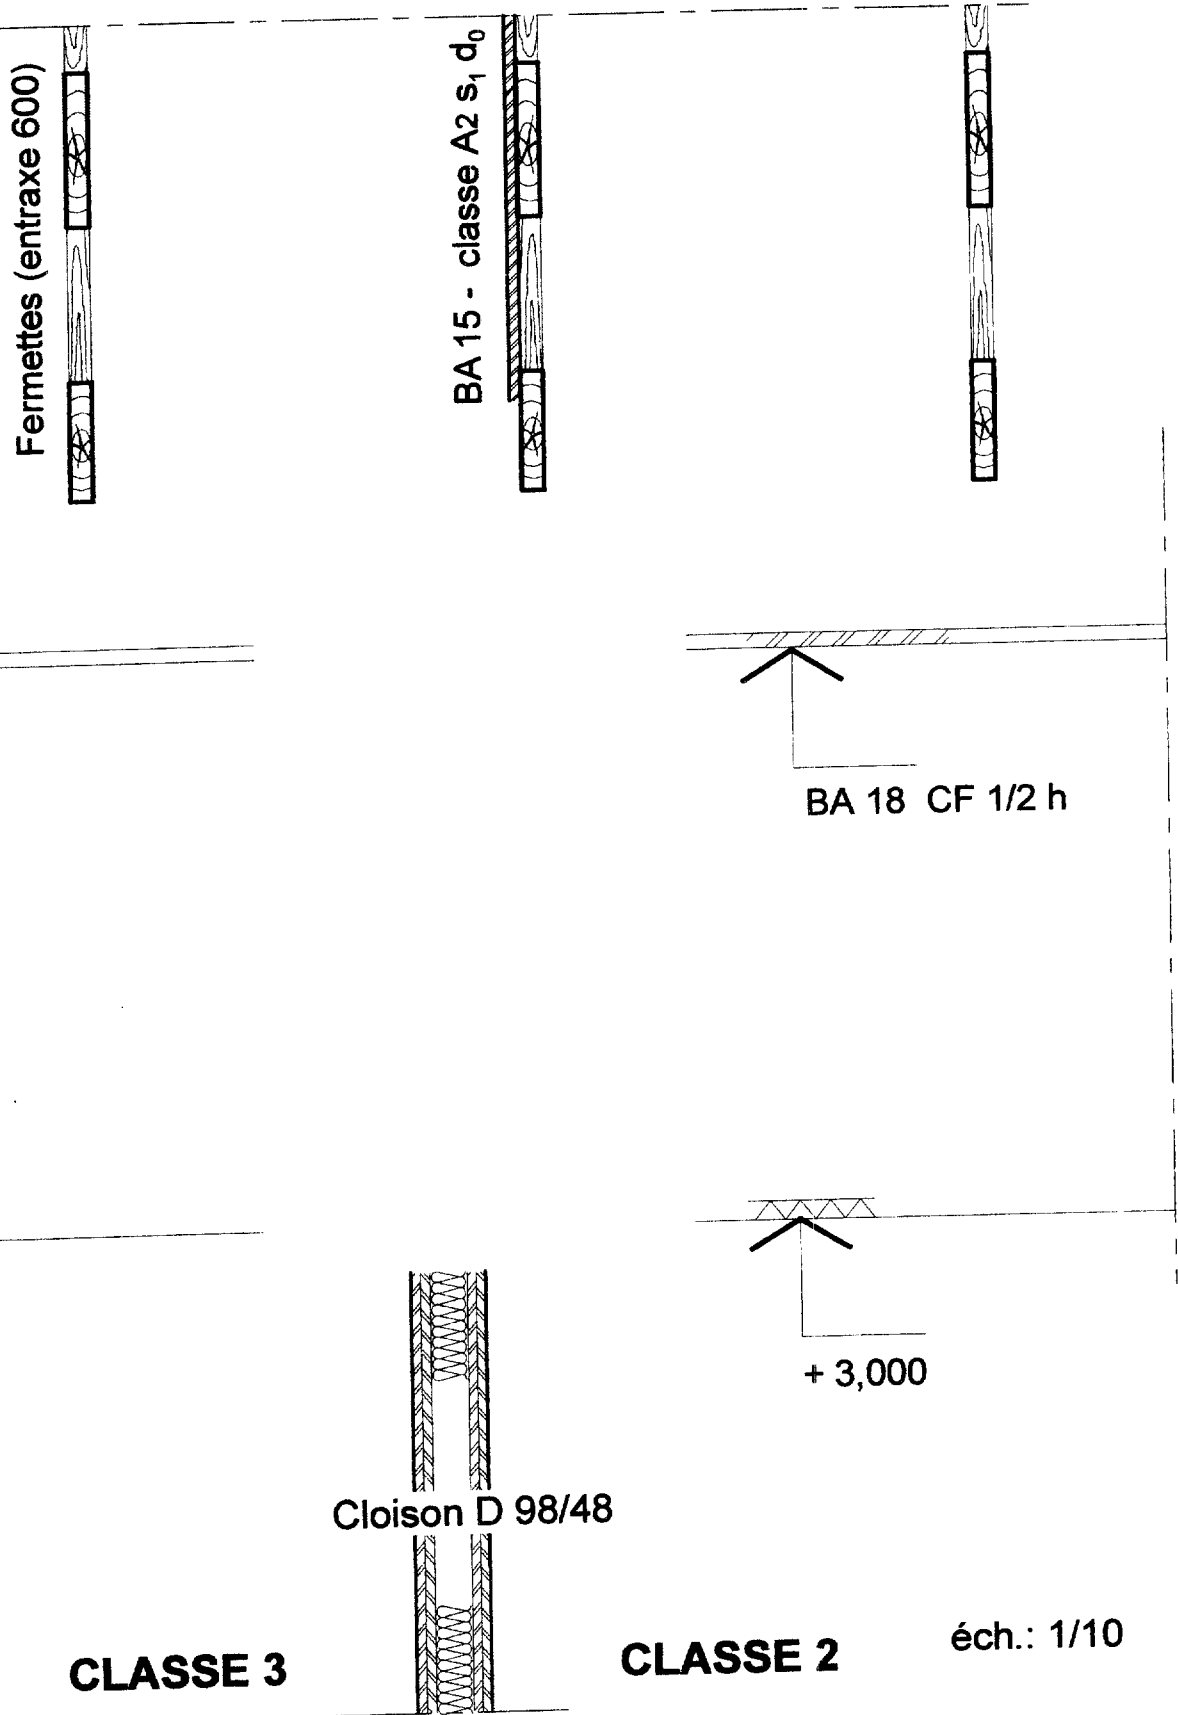 Fermettes (entraxe 600)
BA 15 - classe A2 s₁ d₀
BA 18 CF 1/2 h
+ 3,000
Cloison D 98/48
CLASSE 3
CLASSE 2
éch.: 1/10